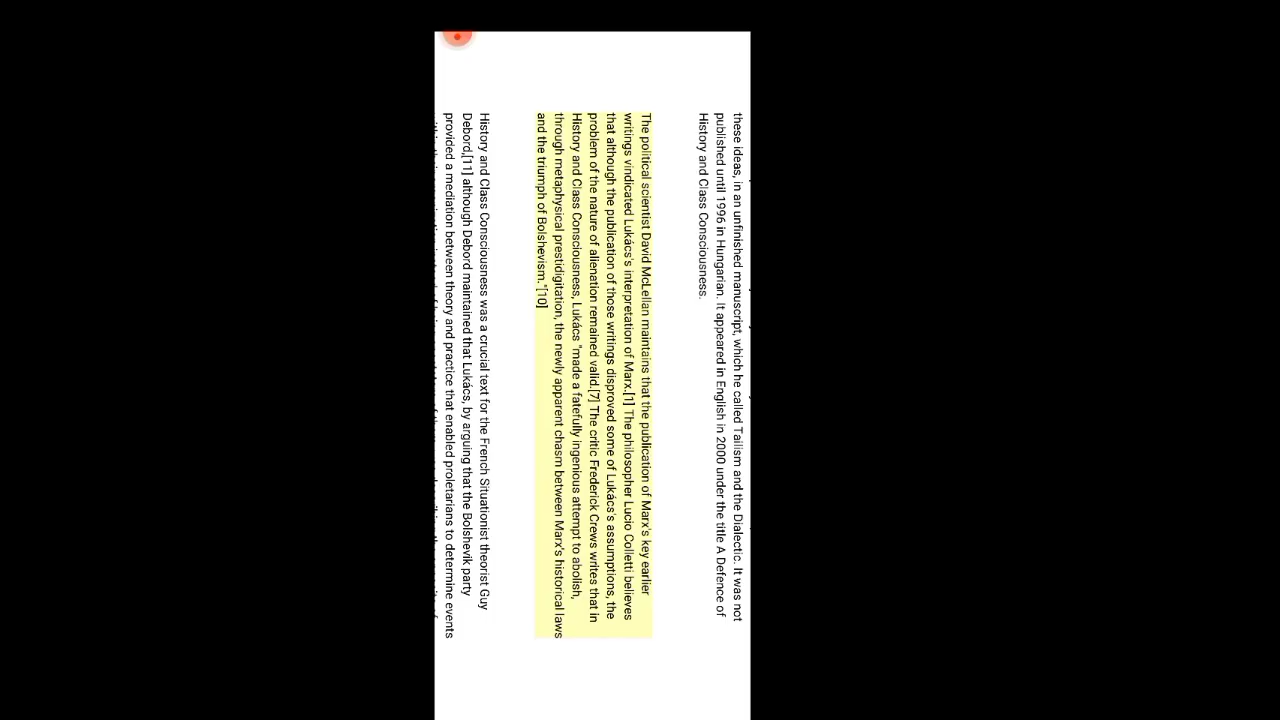 these ideas, in an unfinished manuscript, which he called Tailism and the Dialectic. It was not
published until 1996 in Hungarian. It appeared in English in 2000 under the title A Defence of
History and Class Consciousness.
The political scientist David McLellan maintains that the publication of Marx's key earlier
writings vindicated Lukács's interpretation of Marx.[1] The philosopher Lucio Colletti believes
that although the publication of those writings disproved some of Lukács's assumptions, the
problem of the nature of alienation remained valid.[7] The critic Frederick Crews writes that in
History and Class Consciousness, Lukács "made a fatefully ingenious attempt to abolish,
through metaphysical prestidigitation, the newly apparent chasm between Marx's historical laws
and the triumph of Bolshevism."[10]
History and Class Consciousness was a crucial text for the French Situationist theorist Guy
Debord,[11] although Debord maintained that Lukács, by arguing that the Bolshevik party
provided a mediation between theory and practice that enabled proletarians to determine events